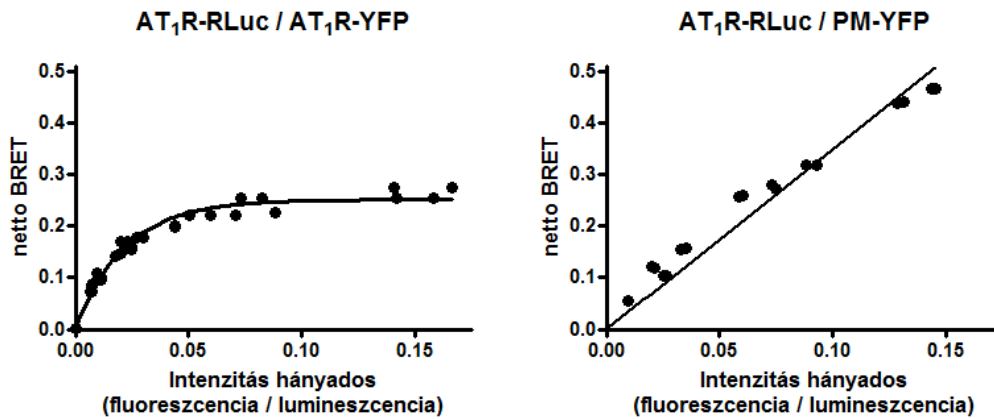 AT₁R-RLuc / AT₁R-YFP
netto BRET
0.5
0.4
0.3
0.2
0.1
0.0
0.00 0.05 0.10 0.15
Intenzitás hányados
(fluoreszcencia / lumineszcencia)
AT₁R-RLuc / PM-YFP
netto BRET
0.5
0.4
0.3
0.2
0.1
0.0
0.00 0.05 0.10 0.15
Intenzitás hányados
(fluoreszcencia / lumineszcencia)